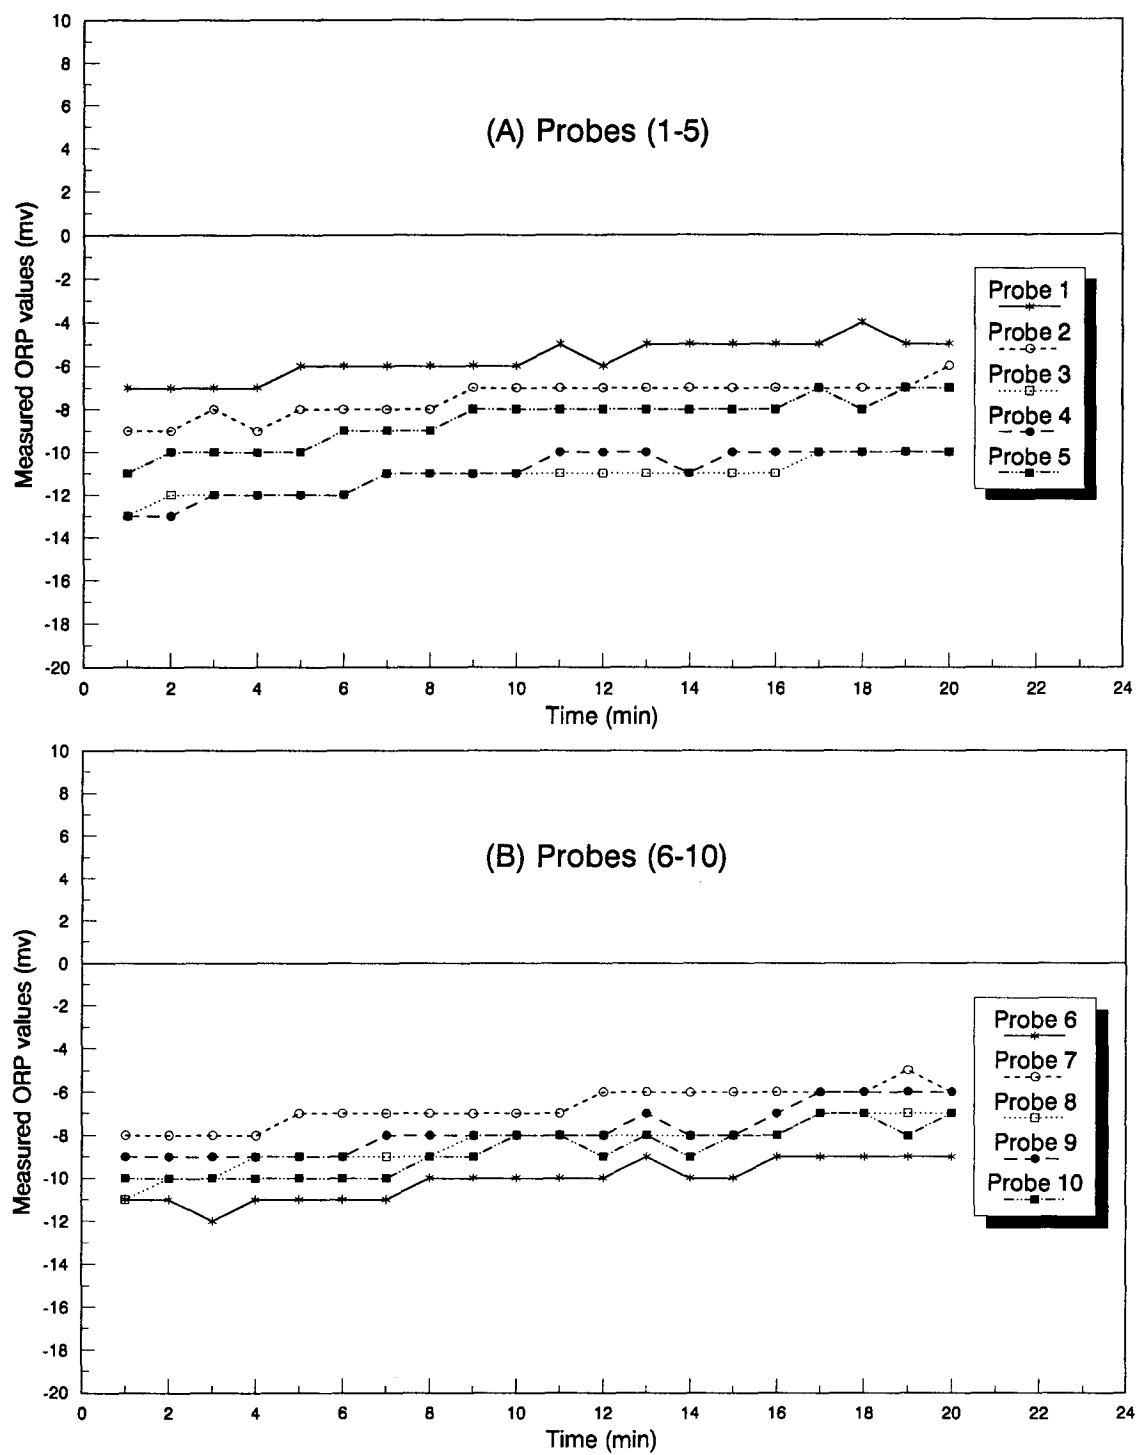 10
8
6
4
2
0
-2
-4
-6
-8
-10
-12
-14
-16
-18
-20
Measured ORP values (mv)
(A) Probes (1-5)
Probe 1
Probe 2
Probe 3
Probe 4
Probe 5
0 2 4 6 8 10 12 14 16 18 20 22 24
Time (min)
10
8
6
4
2
0
-2
-4
-6
-8
-10
-12
-14
-16
-18
-20
Measured ORP values (mv)
(B) Probes (6-10)
Probe 6
Probe 7
Probe 8
Probe 9
Probe 10
0 2 4 6 8 10 12 14 16 18 20 22 24
Time (min)